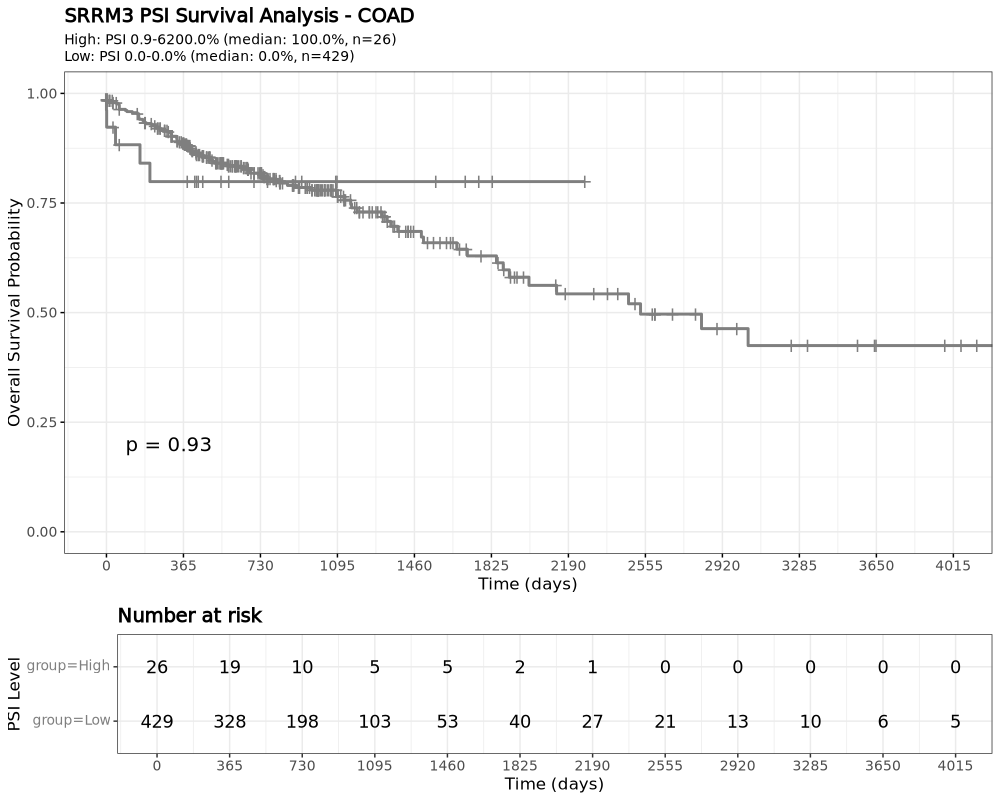 SRRM3 PSI Survival Analysis - COAD
High: PSI 0.9-6200.0% (median: 100.0%, n=26)
Low: PSI 0.0-0.0% (median: 0.0%, n=429)
Overall Survival Probability
1.00
0.75
0.50
0.25
0.00
p = 0.93
0 365 730 1095 1460 1825 2190 2555 2920 3285 3650 4015
Time (days)
Number at risk
PSI Level
group=High 26 19 10 5 5 2 1 0 0 0 0 0
group=Low 429 328 198 103 53 40 27 21 13 10 6 5
0 365 730 1095 1460 1825 2190 2555 2920 3285 3650 4015
Time (days)